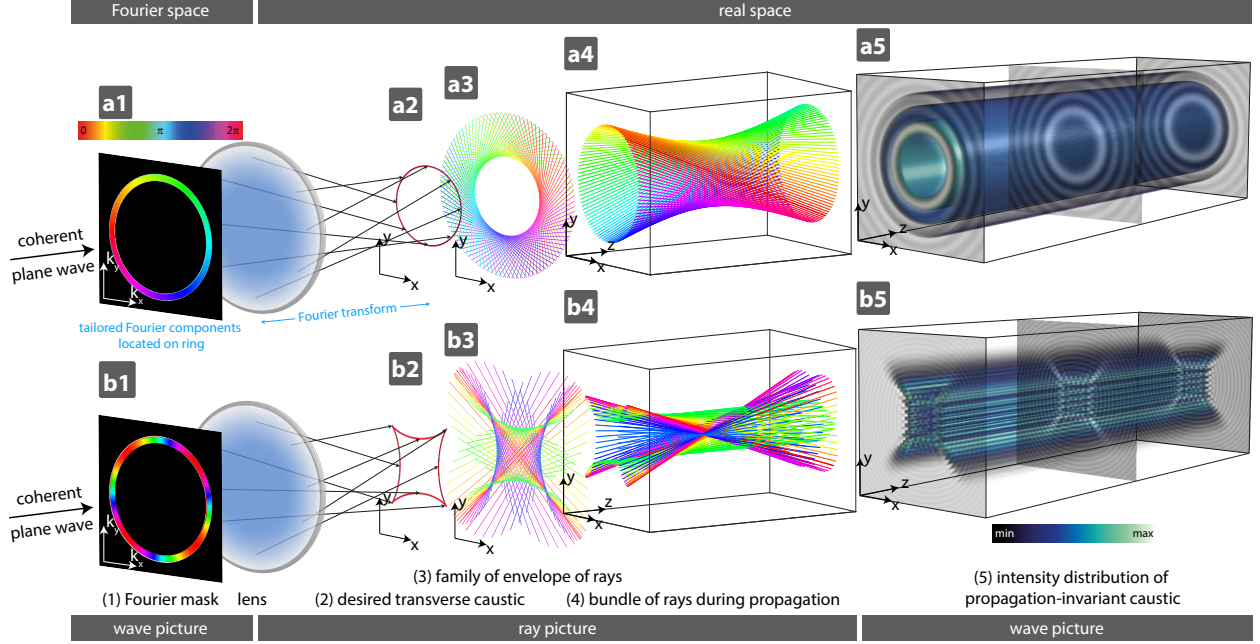 Fourier space
real space
a1
a2
a3
a4
a5
0
π
2π
coherent
plane wave
k y
k x
y
x
y
x
y
z
x
y
z
x
tailored Fourier components
located on ring
Fourier transform
b1
b2
b3
b4
b5
coherent
plane wave
k y
k x
y
x
y
x
y
z
x
y
z
x
min
max
(1) Fourier mask
lens
(2) desired transverse caustic
(3) family of envelope of rays
(4) bundle of rays during propagation
(5) intensity distribution of
propagation-invariant caustic
wave picture
ray picture
wave picture